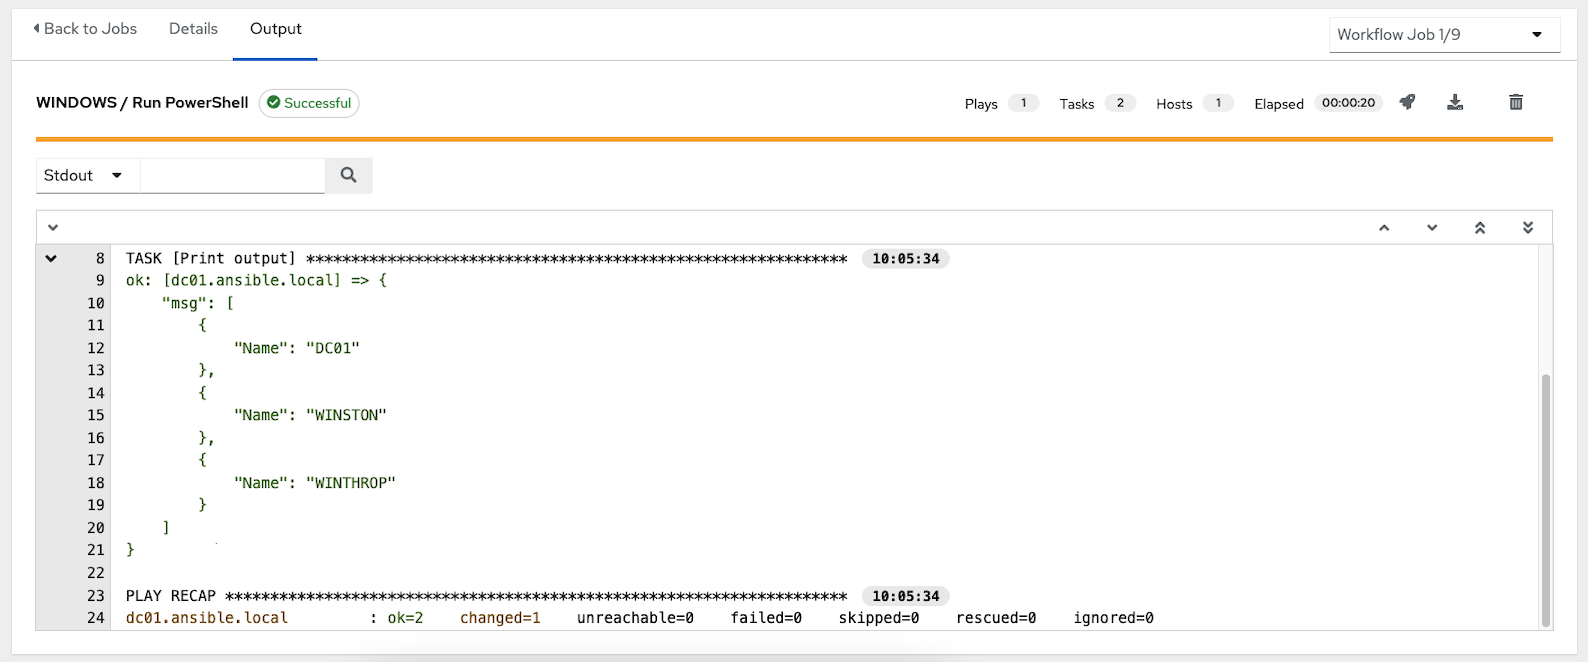 Back to Jobs Details Output Workflow Job 1/9
WINDOWS / Run PowerShell Successful Plays 1 Tasks 2 Hosts 1 Elapsed 00:00:20
Stdout
8 TASK [Print output] ************************************************************ 10:05:34
9 ok: [dc01.ansible.local] => {
10     "msg": [
11         {
12             "Name": "DC01"
13         },
14         {
15             "Name": "WINSTON"
16         },
17         {
18             "Name": "WINTHROP"
19         }
20     ]
21 }
22
23 PLAY RECAP ********************************************************************* 10:05:34
24 dc01.ansible.local         : ok=2    changed=1    unreachable=0    failed=0    skipped=0    rescued=0    ignored=0